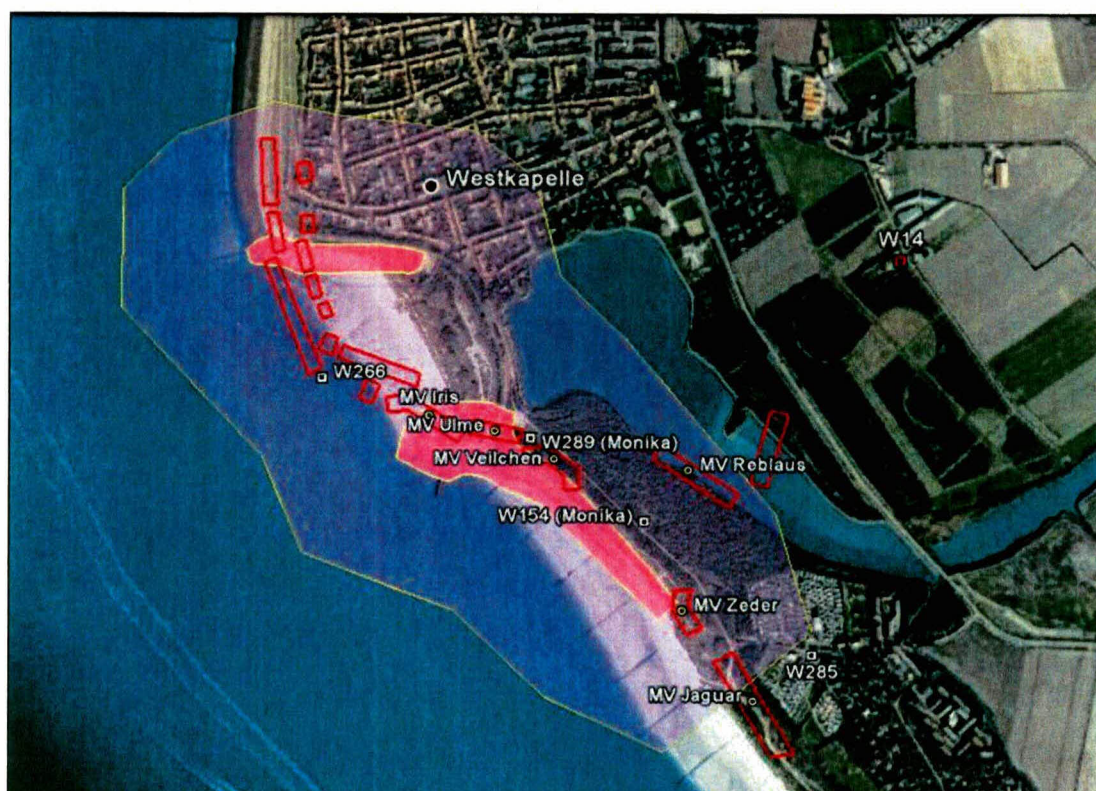 Westkapelle
W14
W266
MV Iris
MV Ulme
W289 (Monika)
MV Veilchen
MV Reblaus
W154 (Monika)
MV Zeder
W285
MV Jaguar